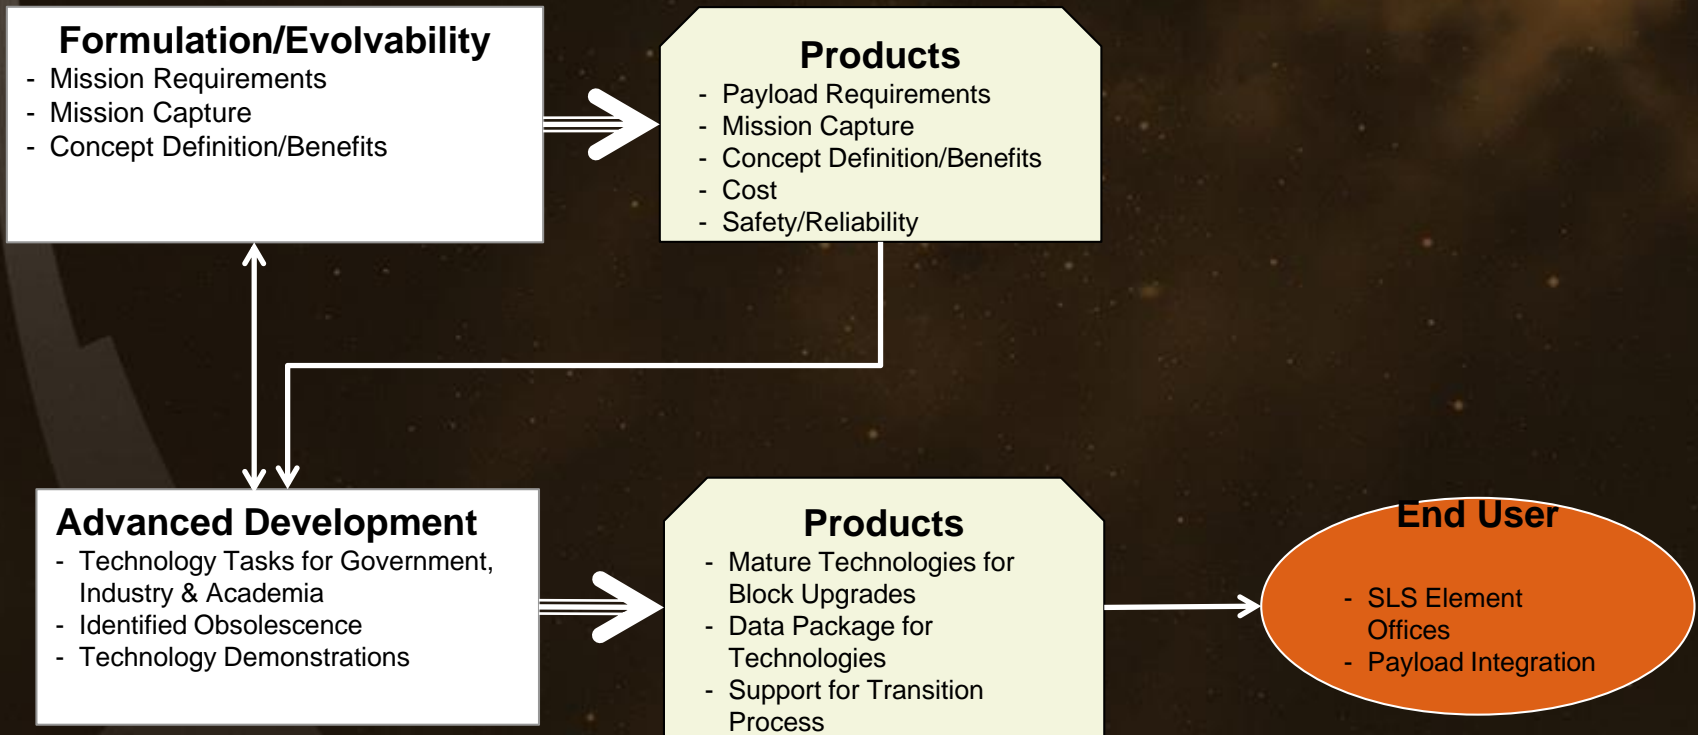 Formulation/Evolvability
- Mission Requirements
- Mission Capture
- Concept Definition/Benefits
Products
- Payload Requirements
- Mission Capture
- Concept Definition/Benefits
- Cost
- Safety/Reliability
Advanced Development
- Technology Tasks for Government,
Industry & Academia
- Identified Obsolescence
- Technology Demonstrations
Products
- Mature Technologies for
Block Upgrades
- Data Package for
Technologies
- Support for Transition
Process
End User
- SLS Element
Offices
- Payload Integration